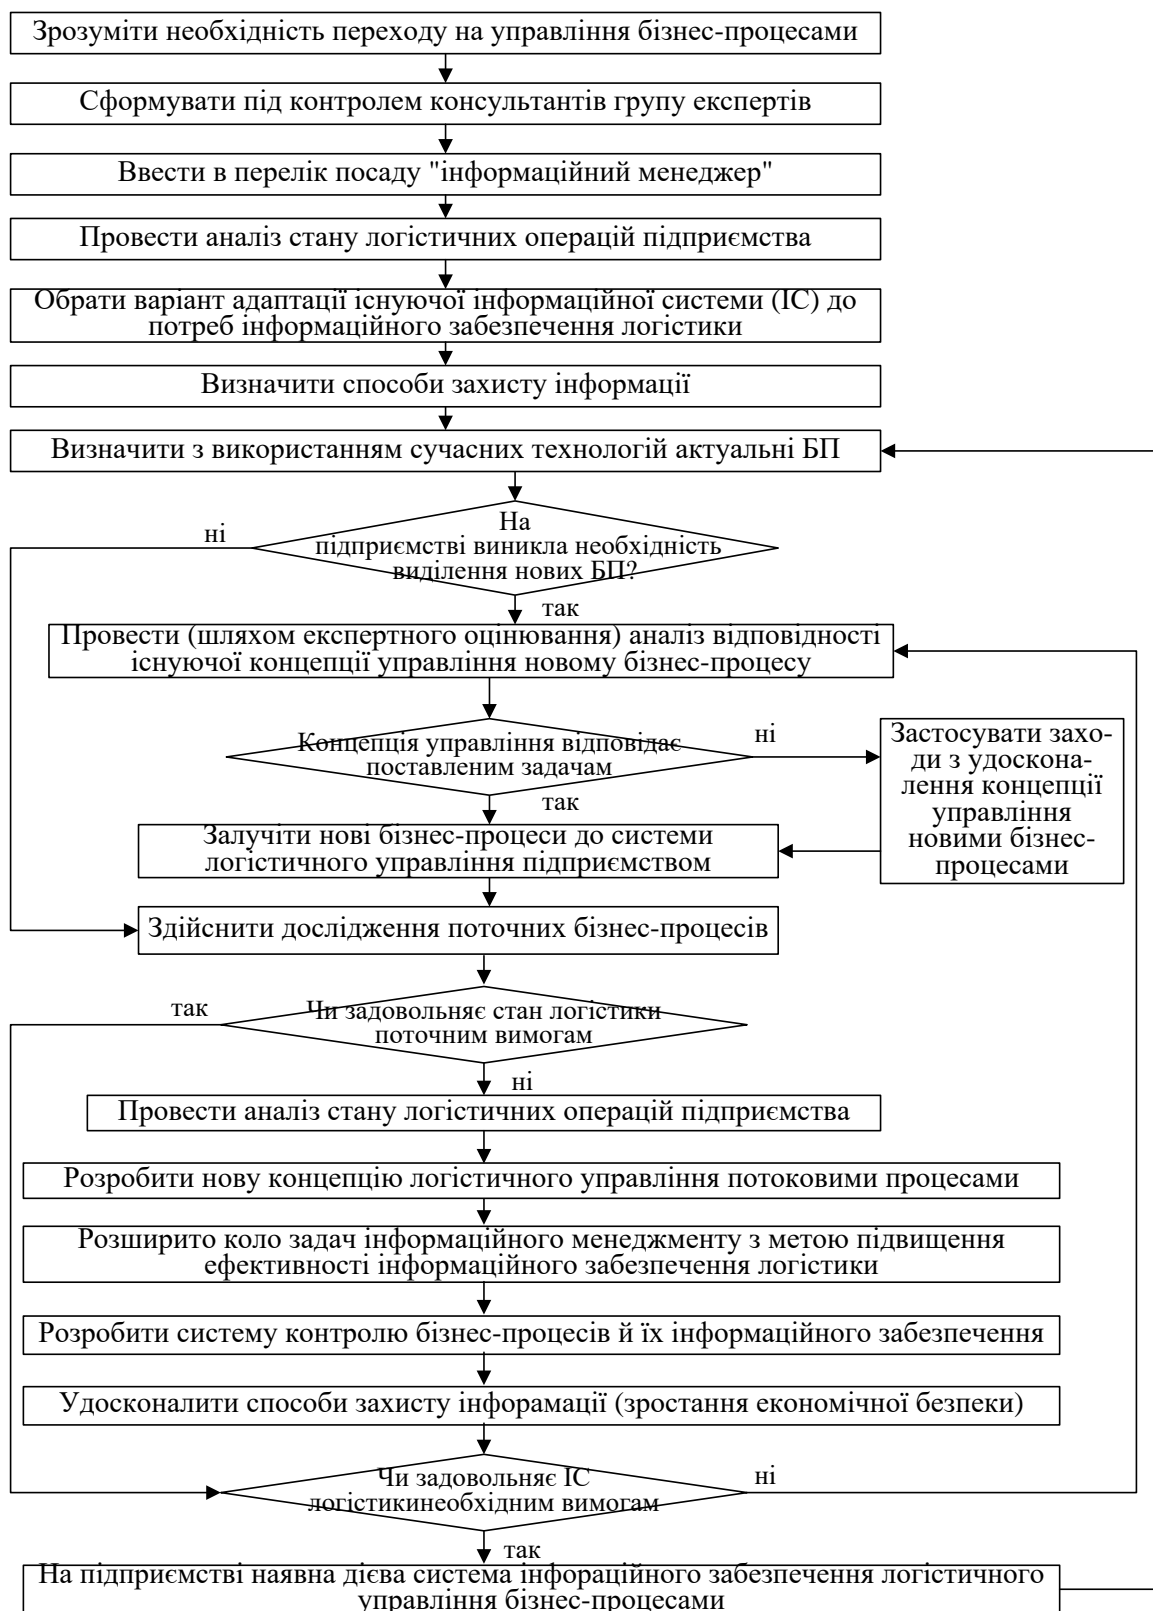 Зрозуміти необхідність переходу на управління бізнес-процесами
Сформувати під контролем консультантів групу експертів
Ввести в перелік посаду "інформаційний менеджер"
Провести аналіз стану логістичних операцій підприємства
Обрати варіант адаптації існуючої інформаційної системи (ІС) до
потреб інформаційного забезпечення логістики
Визначити способи захисту інформації
Визначити з використанням сучасних технологій актуальні БП
ні
На
підприємстві виникла необхідність
виділення нових БП?
так
Провести (шляхом експертного оцінювання) аналіз відповідності
існуючої концепції управління новому бізнес-процесу
Концепція управління відповідає
поставленим задачам
ні
Застосувати захо-
ди з удоскона-
лення концепції
управління
новими бізнес-
процесами
так
Залучіти нові бізнес-процеси до системи
логістичного управління підприємством
Здійснити дослідження поточних бізнес-процесів
так
Чи задовольняє стан логістики
поточним вимогам
ні
Провести аналіз стану логістичних операцій підприємства
Розробити нову концепцію логістичного управління потоковими процесами
Розширито коло задач інформаційного менеджменту з метою підвищення
ефективності інформаційного забезпечення логістики
Розробити систему контролю бізнес-процесів й їх інформаційного забезпечення
Удосконалити способи захисту інфорамації (зростання економічної безпеки)
Чи задовольняє ІС
логістикинеобхідним вимогам
ні
так
На підприємстві наявна дієва система інфораційного забезпечення логістичного
управління бізнес-процесами